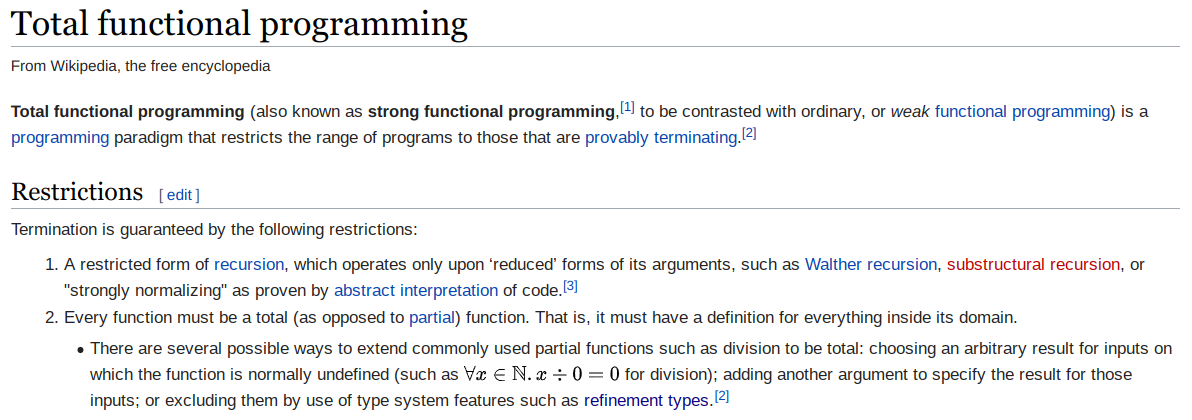 Total functional programming
From Wikipedia, the free encyclopedia
Total functional programming (also known as strong functional programming,[1] to be contrasted with ordinary, or weak functional programming) is a
programming paradigm that restricts the range of programs to those that are provably terminating.[2]
Restrictions [ edit ]
Termination is guaranteed by the following restrictions:
1. A restricted form of recursion, which operates only upon ‘reduced’ forms of its arguments, such as Walther recursion, substructural recursion, or
"strongly normalizing" as proven by abstract interpretation of code.[3]
2. Every function must be a total (as opposed to partial) function. That is, it must have a definition for everything inside its domain.
• There are several possible ways to extend commonly used partial functions such as division to be total: choosing an arbitrary result for inputs on
which the function is normally undefined (such as ∀x ∈ ℕ. x ÷ 0 = 0 for division); adding another argument to specify the result for those
inputs; or excluding them by use of type system features such as refinement types.[2]